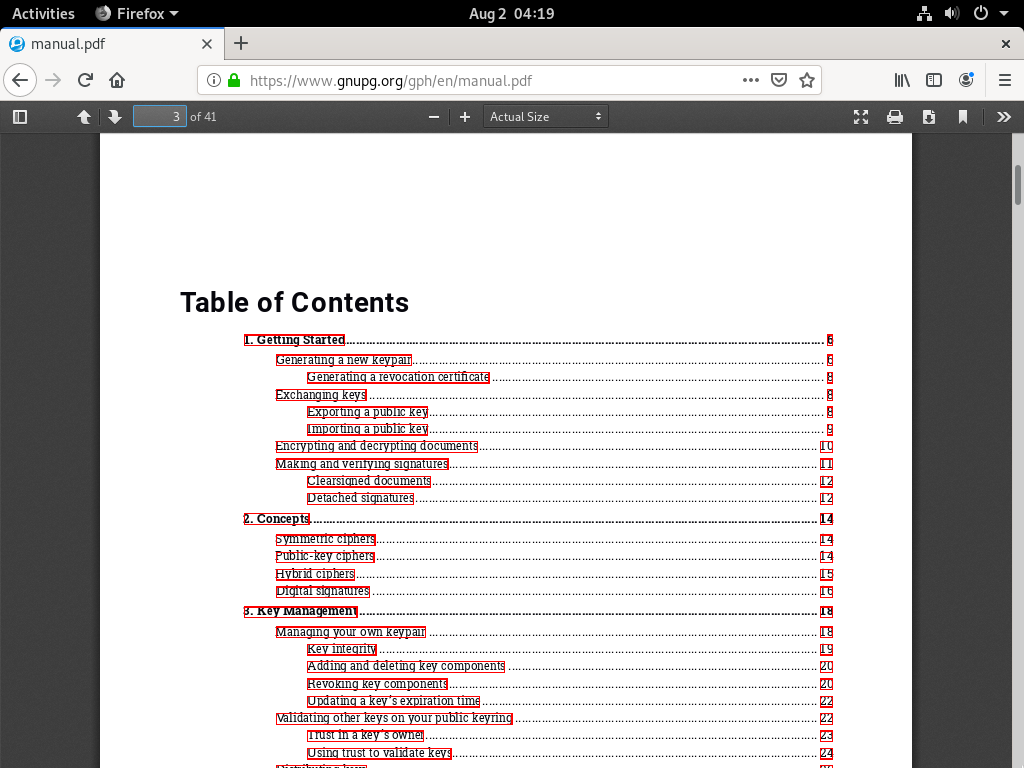 Activities Firefox Aug 2 04:19
manual.pdf
https://www.gnupg.org/gph/en/manual.pdf
3 of 41 Actual Size
Table of Contents
1. Getting Started 6
Generating a new keypair 6
Generating a revocation certificate 8
Exchanging keys 8
Exporting a public key 8
Importing a public key 9
Encrypting and decrypting documents 10
Making and verifying signatures 11
Clearsigned documents 12
Detached signatures 12
2. Concepts 14
Symmetric ciphers 14
Public-key ciphers 14
Hybrid ciphers 15
Digital signatures 16
3. Key Management 18
Managing your own keypair 18
Key integrity 19
Adding and deleting key components 20
Revoking key components 20
Updating a key's expiration time 22
Validating other keys on your public keyring 22
Trust in a key's owner 23
Using trust to validate keys 24